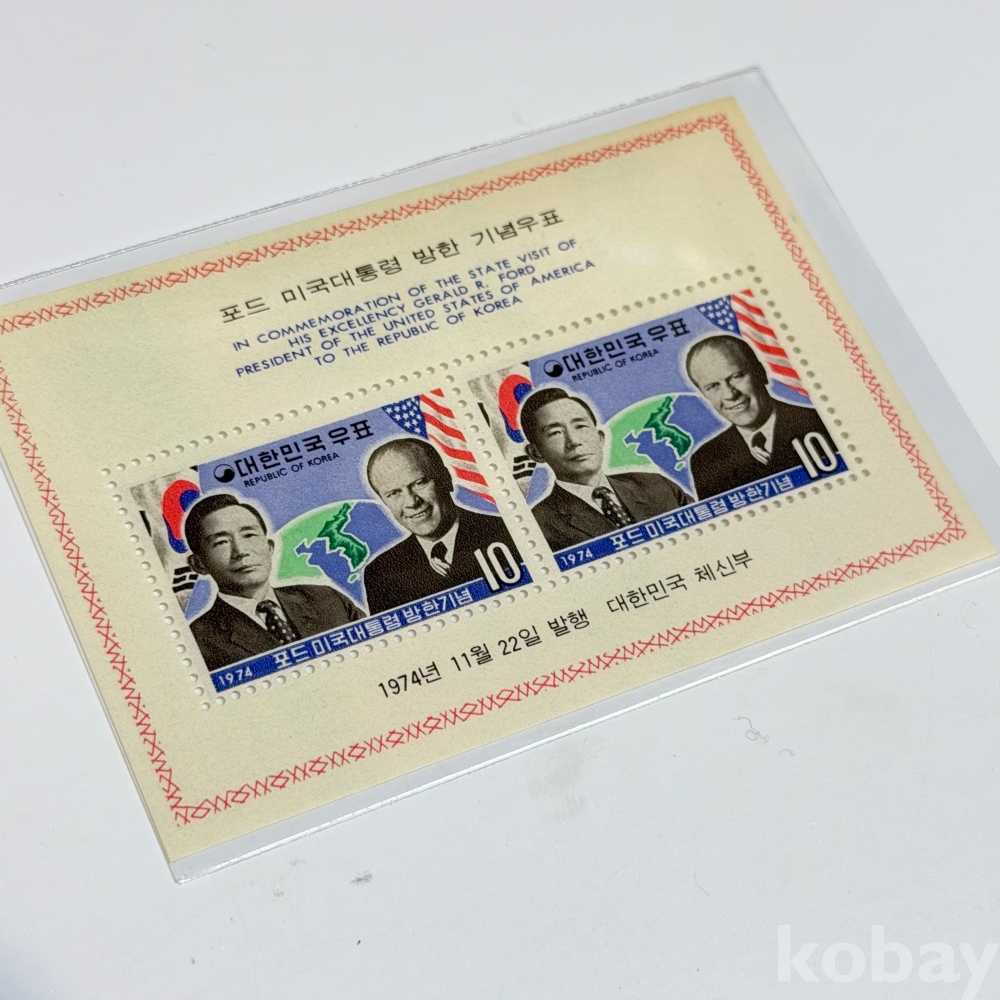 포드 미국대통령 방한 기념우표
IN COMMEMORATION OF THE STATE VISIT OF
HIS EXCELLENCY GERALD R. FORD
PRESIDENT OF THE UNITED STATES OF AMERICA
TO THE REPUBLIC OF KOREA
대한민국우표
REPUBLIC OF KOREA
10
1974 포드 미국대통령 방한기념
대한민국우표
REPUBLIC OF KOREA
10
1974 포드 미국대통령 방한기념
1974년 11월 22일 발행 대한민국 체신부
kobay